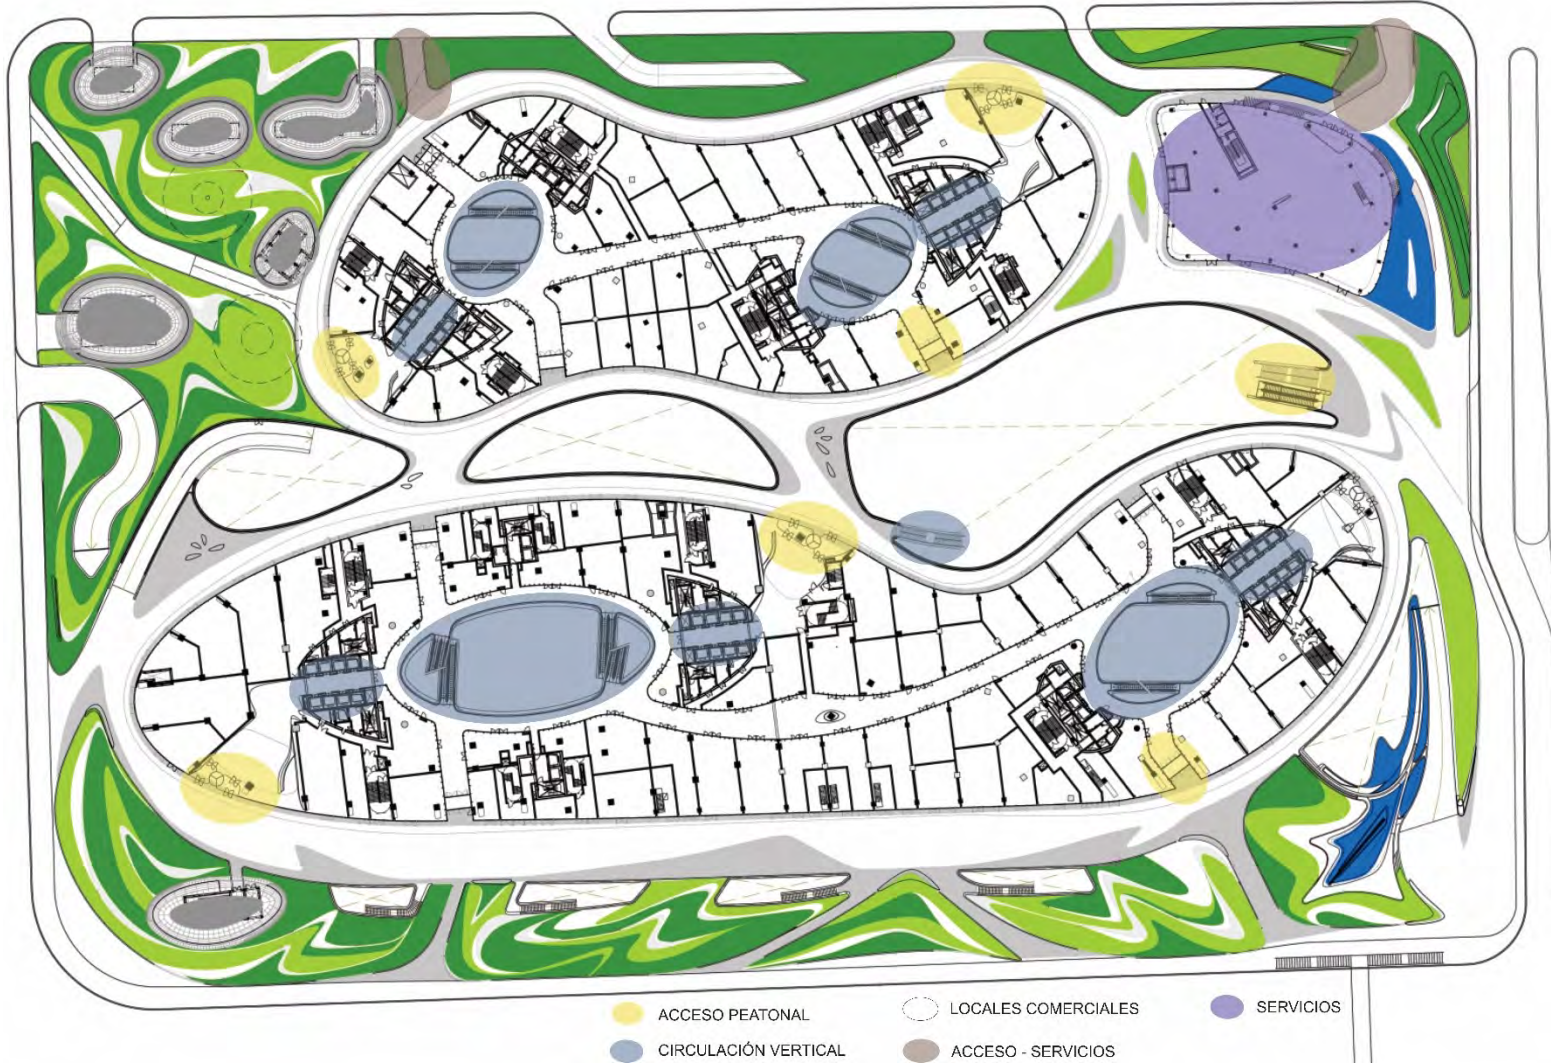 ACCESO PEATONAL
LOCALES COMERCIALES
SERVICIOS
CIRCULACIÓN VERTICAL
ACCESO - SERVICIOS